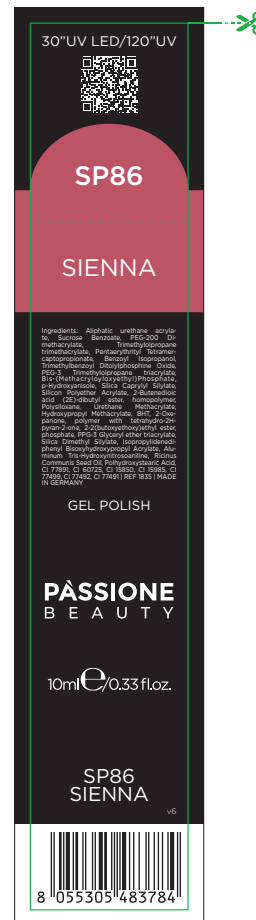 30”UV LED/120”UV
SP86
SIENNA
Ingredients: Aliphatic urethane acryla-
te, Sucrose Benzoate, PEG-200 Di-
methacrylate, Trimethylolpropane
trimethacrylate, Pentaerythrityl Tetramer-
captopropionate, Benzoyl Isopropanol,
Trimethylbenzoyl Ditolylphosphine Oxide,
PEG-3 Trimethylolpropane triacrylate,
Bis-(Methacryloyloxyethyl)Phosphate,
p-Hydroxyanisole, Silica Caprylyl Silylate,
Silicon Polyether Acrylate, 2-Butenedioic
acid (2E)-dibutyl ester, homopolymer,
Polysiloxane, Urethane Methacrylate,
Hydroxypropyl Methacrylate, BHT, 2-Oxe-
panone, polymer with tetrahydro-2H-
pyran-2-one, 2-2(butoxyethoxy)ethyl ester,
phosphate, PPG-3 Glyceryl ether triacrylate,
Silica Dimethyl Silylate, Isopropylidenedi-
phenyl Bisoxyhydroxypropyl Acrylate, Alu-
minum Tris-Hydroxynitrosoaniline, Ricinus
Communis Seed Oil, Polhydroxystearic Acid,
CI 77891, CI 60725, CI 15850, CI 15985, CI
77499, CI 77492, CI 77491 | REF 1835 | MADE
IN GERMANY
GEL POLISH
PÀSSIONE
BEAUTY
10ml℮/0.33 fl.oz.
SP86
SIENNA
v6
8 055305 483784